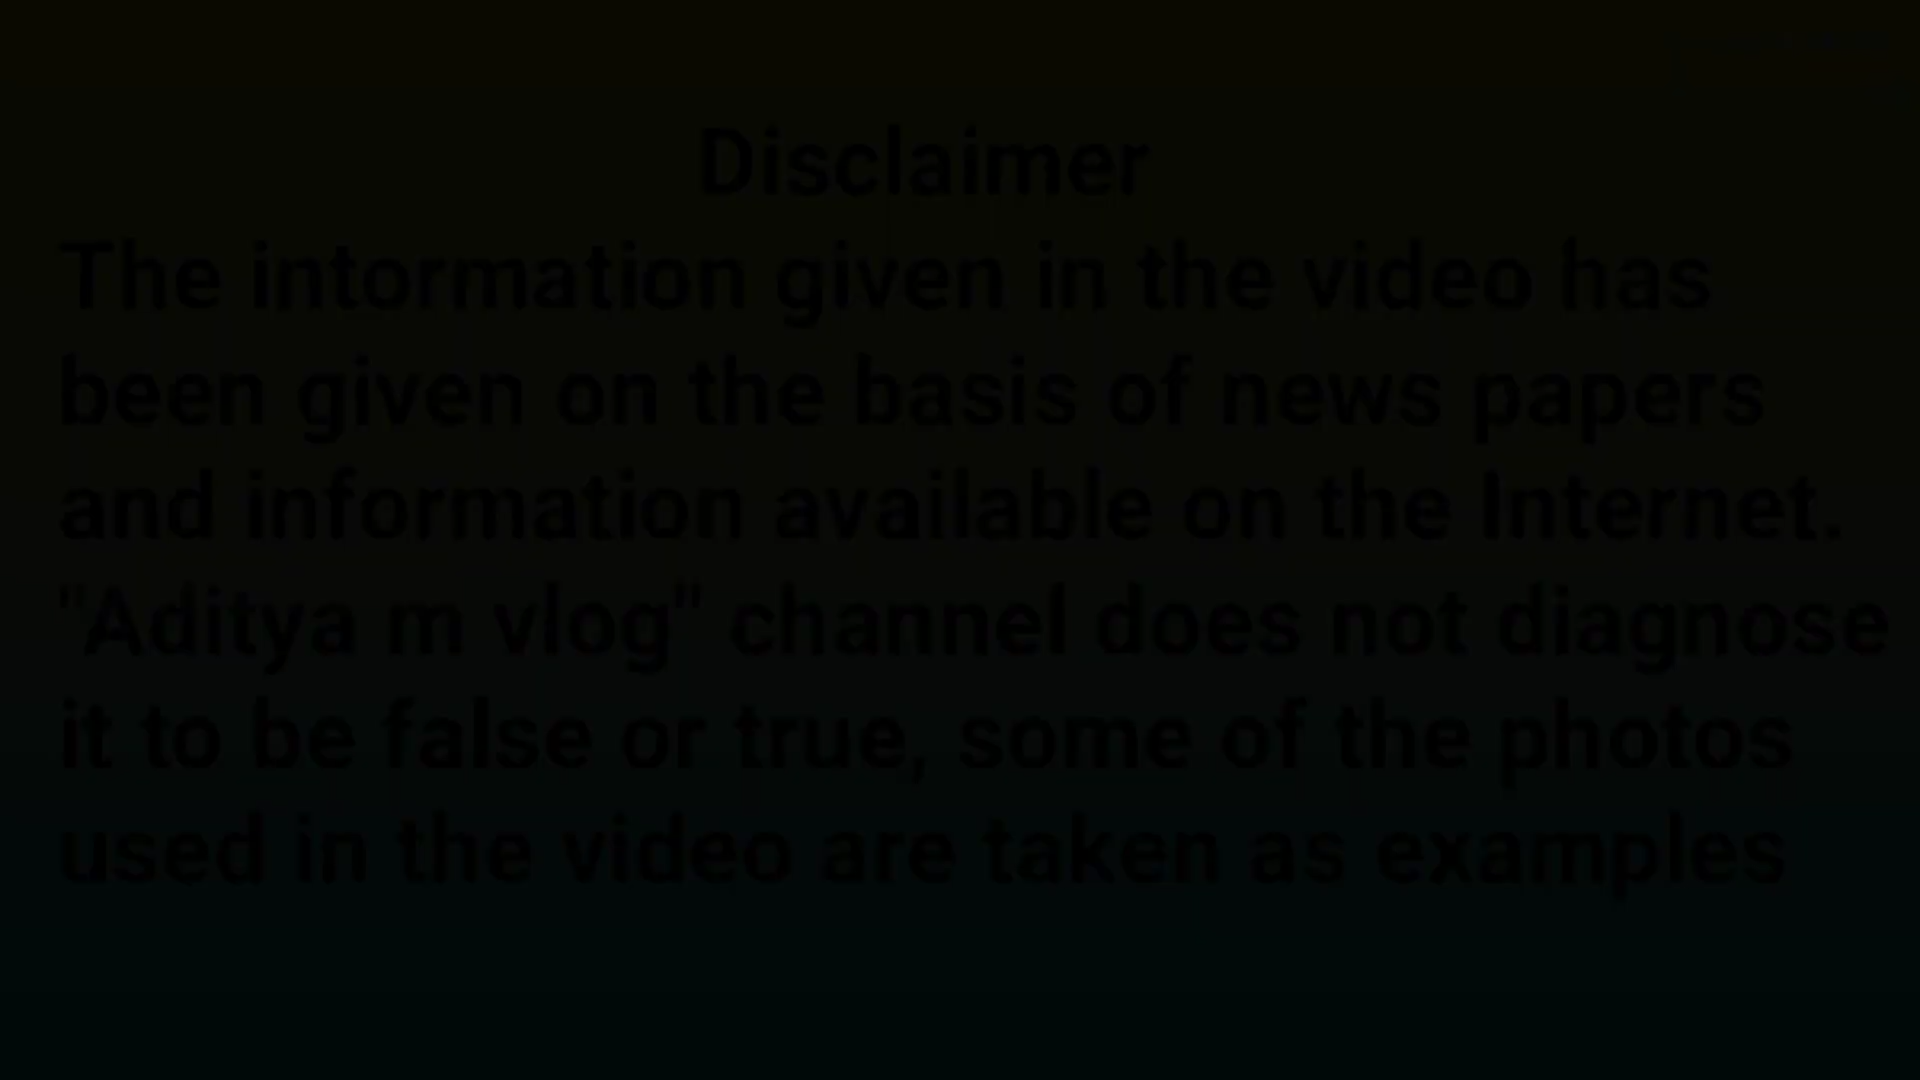 Disclaimer
The intormation given in the video has
been given on the basis of news papers
and information available on the Internet.
"Aditya m vlog" channel does not diagnose
it to be false or true, some of the photos
used in the video are taken as examples